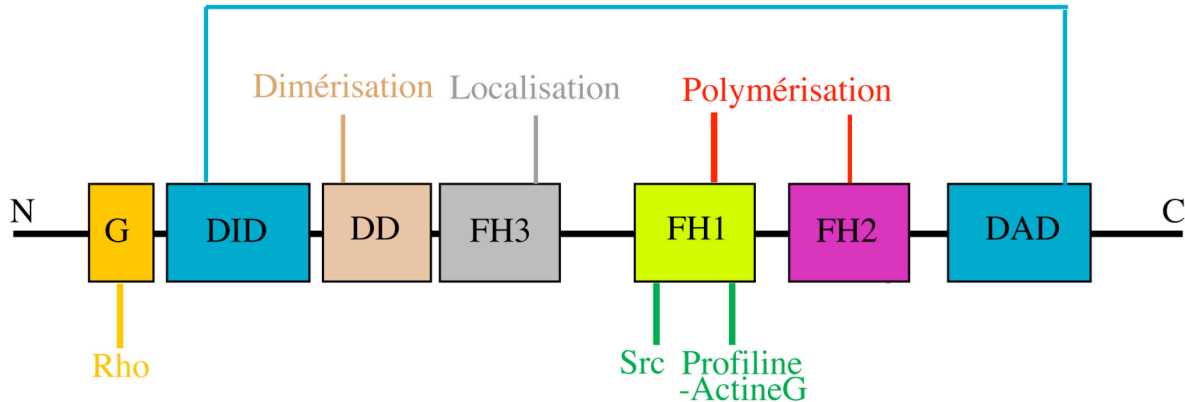 Dimérisation Localisation Polymérisation
N C
G DID DD FH3 FH1 FH2 DAD
Rho Src Profiline
-ActineG